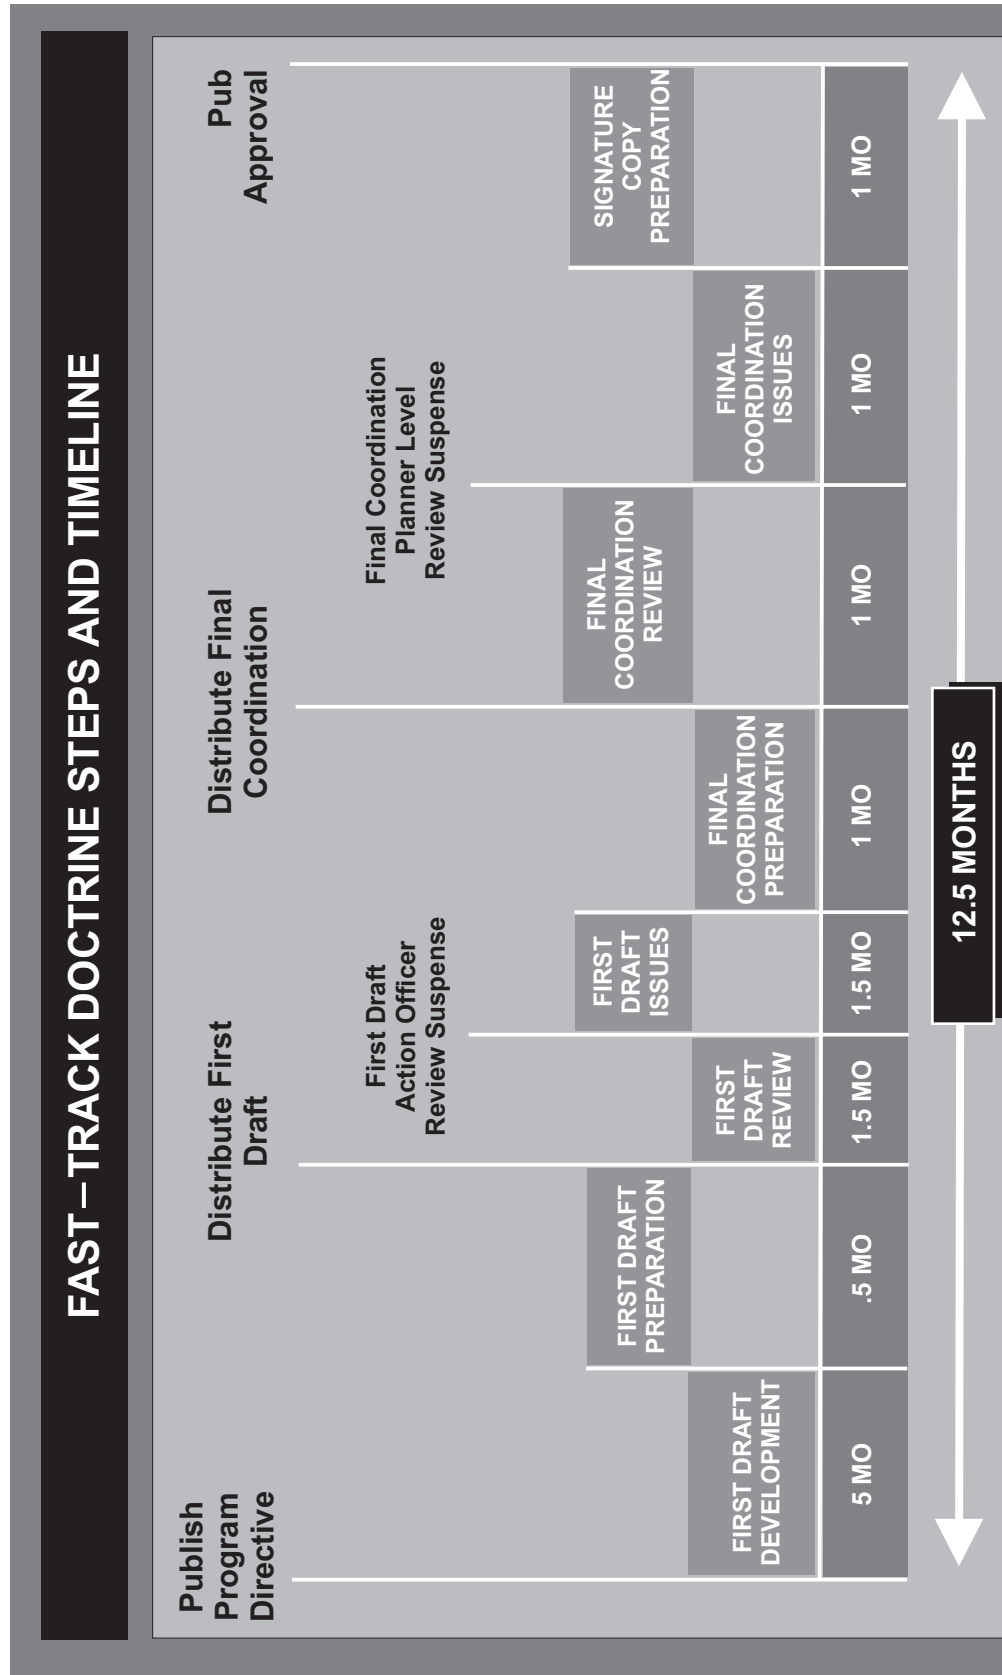 FAST–TRACK DOCTRINE STEPS AND TIMELINE
Publish
Program
Directive
Distribute First
Draft
Distribute Final
Coordination
Pub
Approval
First Draft
Action Officer
Review Suspense
Final Coordination
Planner Level
Review Suspense
FIRST DRAFT
DEVELOPMENT
FIRST DRAFT
PREPARATION
FIRST
DRAFT
REVIEW
FIRST
DRAFT
ISSUES
FINAL
COORDINATION
PREPARATION
FINAL
COORDINATION
REVIEW
FINAL
COORDINATION
ISSUES
SIGNATURE
COPY
PREPARATION
5 MO
.5 MO
1.5 MO
1.5 MO
1 MO
1 MO
1 MO
1 MO
12.5 MONTHS